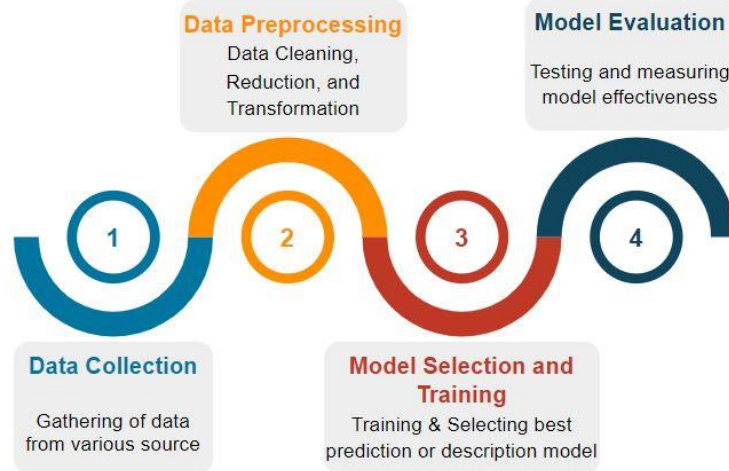 Data Preprocessing
Data Cleaning,
Reduction, and
Transformation
Model Evaluation
Testing and measuring
model effectiveness
1
2
3
4
Data Collection
Gathering of data
from various source
Model Selection and
Training
Training & Selecting best
prediction or description model